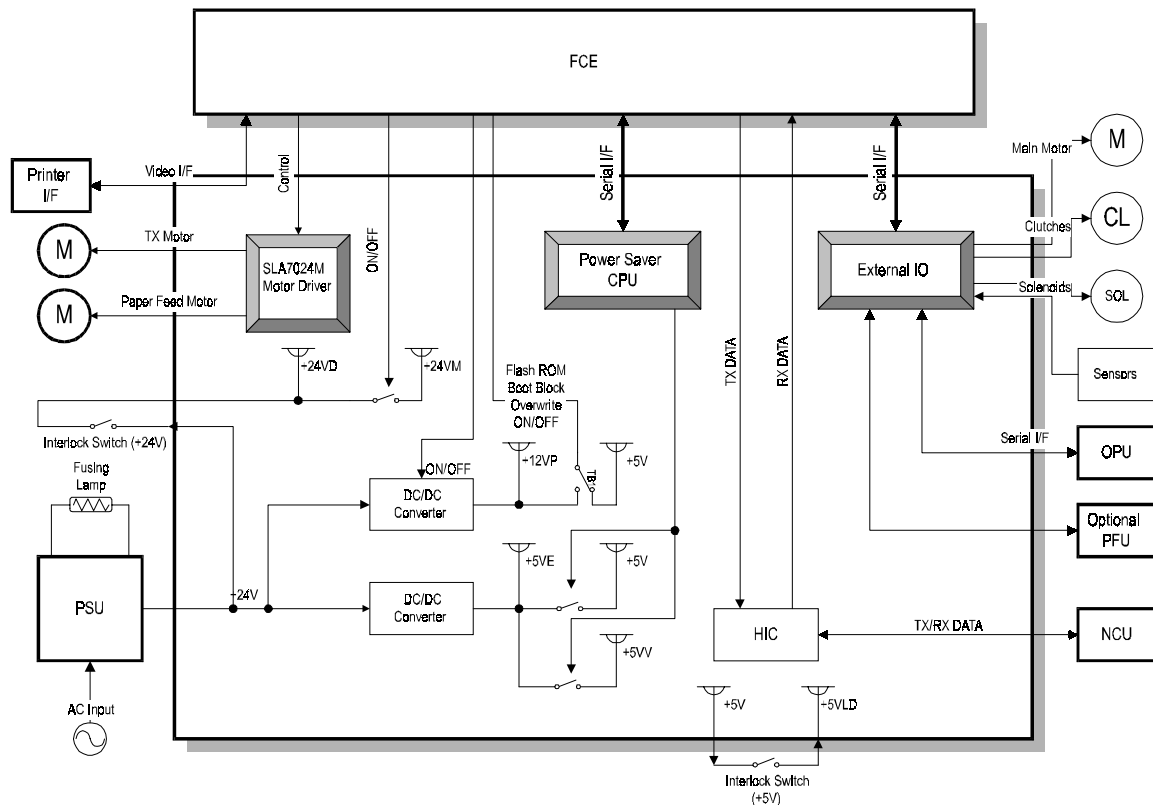 FCE
Printer
I/F
Video I/F
Control
ON/OFF
Serial I/F
Serial I/F
Main Motor
M
M
TX Motor
SLA7024M
Motor Driver
Power Saver
CPU
External IO
Clutches
CL
M
Paper Feed Motor
Solenoids
SOL
+24VD
+24VM
Flash ROM
Boot Block
Overwrite
ON/OFF
TX DATA
RX DATA
Sensors
Interlock Switch (+24V)
Serial I/F
OPU
Fusing
Lamp
ON/OFF
+12VP
TB1
+5V
DC/DC
Converter
Optional
PFU
+5VE
+5V
PSU
+24V
DC/DC
Converter
HIC
TX/RX DATA
NCU
+5VV
AC Input
+5V
+5VLD
Interlock Switch
(+5V)